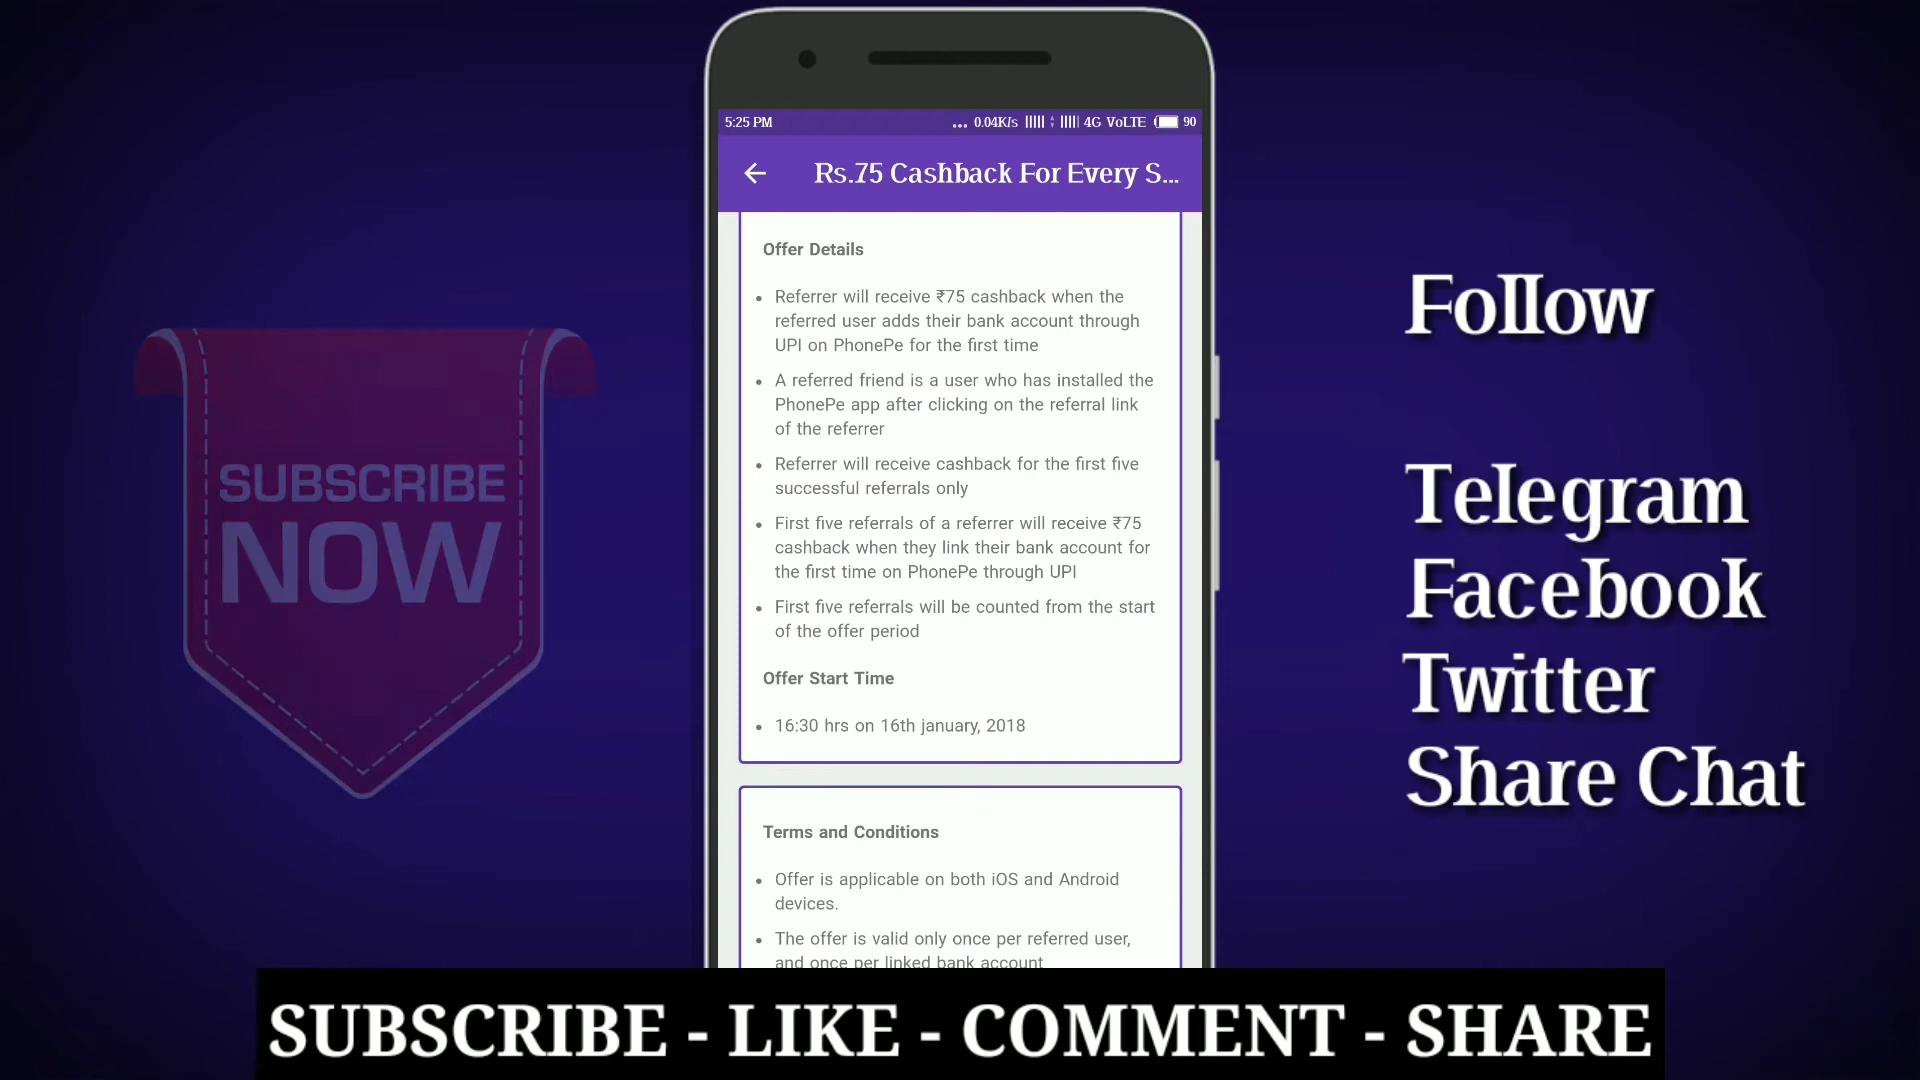 5:25 PM
... 0.04K/s 4G VoLTE 90
Rs.75 Cashback For Every S...
Offer Details
• Referrer will receive ₹75 cashback when the
referred user adds their bank account through
UPI on PhonePe for the first time
• A referred friend is a user who has installed the
PhonePe app after clicking on the referral link
of the referrer
• Referrer will receive cashback for the first five
successful referrals only
• First five referrals of a referrer will receive ₹75
cashback when they link their bank account for
the first time on PhonePe through UPI
• First five referrals will be counted from the start
of the offer period
Offer Start Time
• 16:30 hrs on 16th january, 2018
Terms and Conditions
• Offer is applicable on both iOS and Android
devices.
• The offer is valid only once per referred user,
and once per linked bank account
SUBSCRIBE
NOW
Follow
Telegram
Facebook
Twitter
Share Chat
SUBSCRIBE - LIKE - COMMENT - SHARE